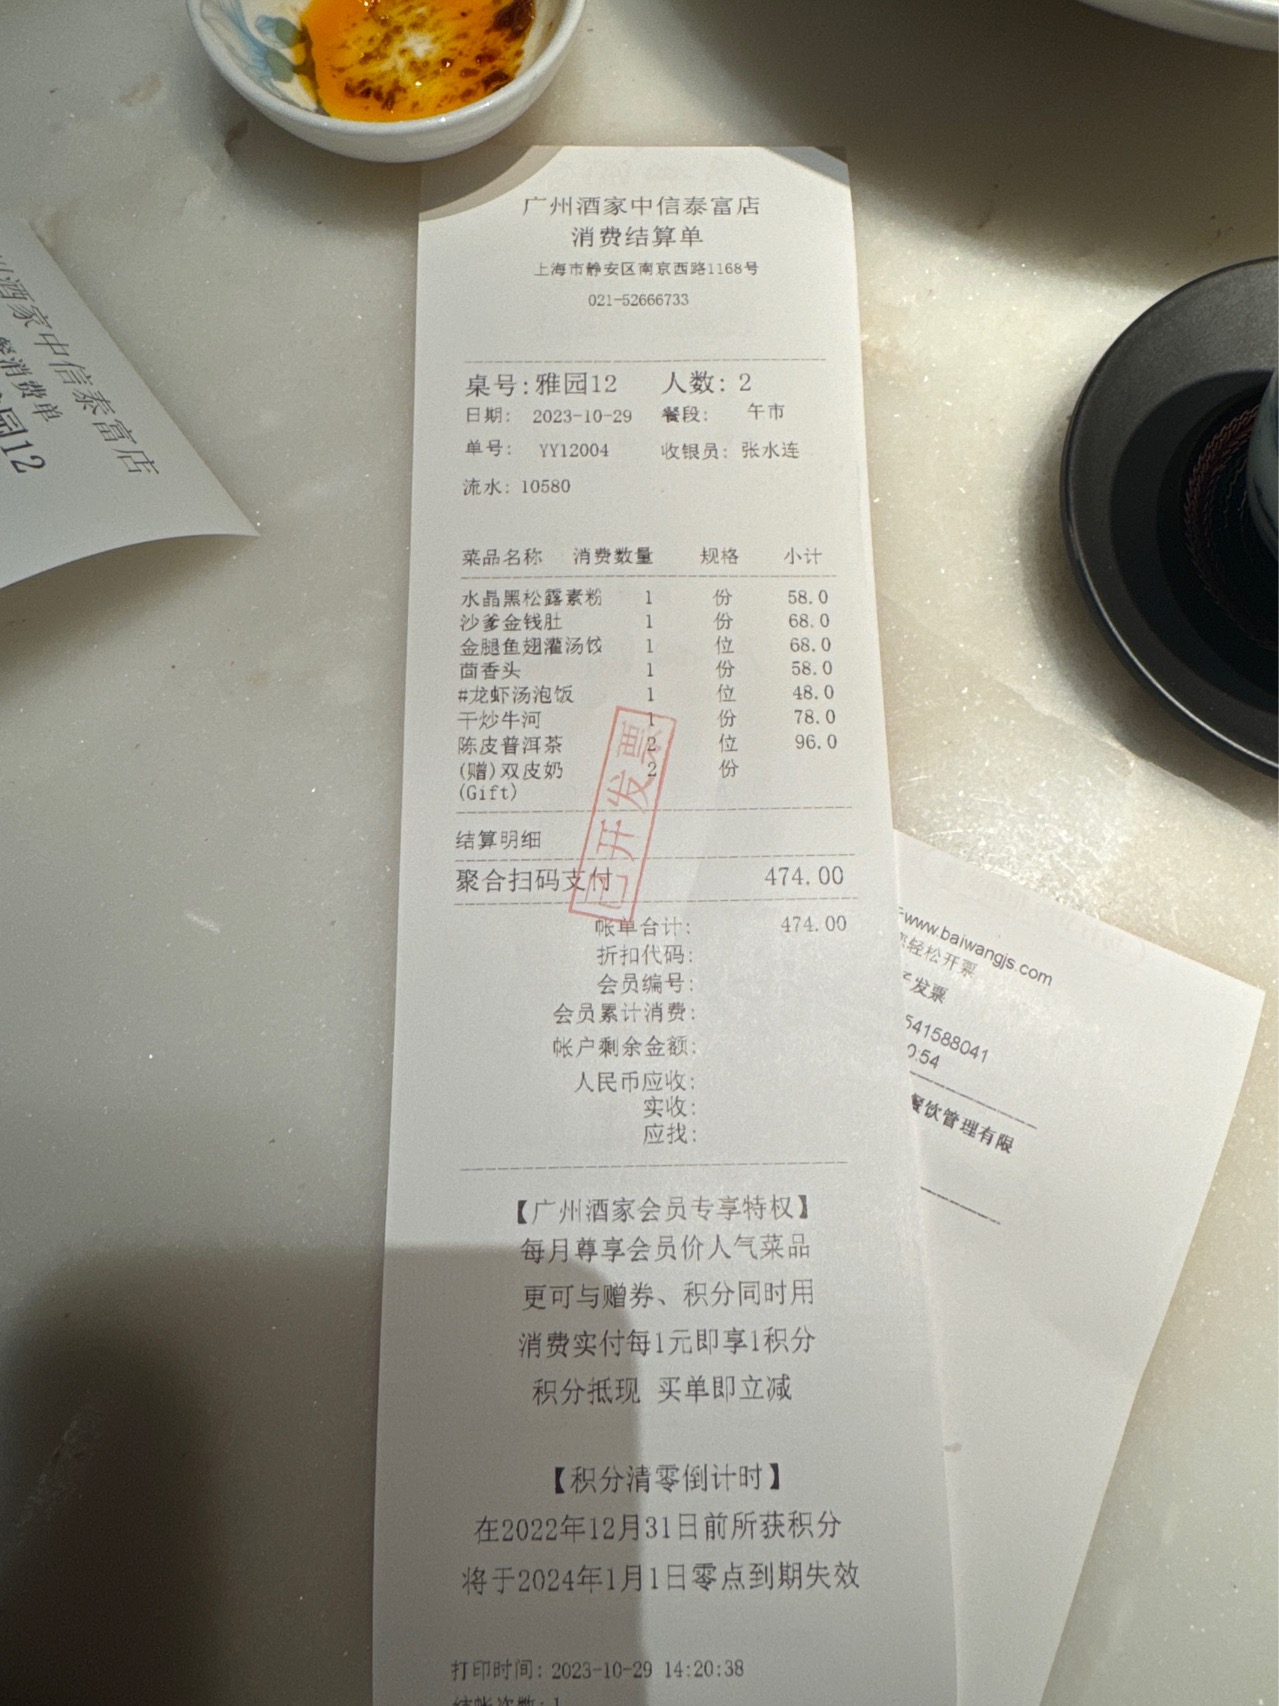 广州酒家中信泰富店
消费结算单
上海市静安区南京西路1168号
021-52666733
桌号:雅园12 人数: 2
日期: 2023-10-29 餐段: 午市
单号: YY12004 收银员: 张水连
流水: 10580
菜品名称 消费数量 规格 小计
水晶黑松露素粉 1 份 58.0
沙爹金钱肚 1 份 68.0
金腿鱼翅灌汤饺 1 位 68.0
茴香头 1 份 58.0
#龙虾汤泡饭 1 位 48.0
干炒牛河 1 份 78.0
陈皮普洱茶 2 位 96.0
(赠)双皮奶 2 份
(Gift)
已开发票
结算明细
聚合扫码支付 474.00
帐单合计: 474.00
折扣代码:
会员编号:
会员累计消费:
帐户剩余金额:
人民币应收:
实收:
应找:
【广州酒家会员专享特权】
每月尊享会员价人气菜品
更可与赠券、积分同时用
消费实付每1元即享1积分
积分抵现 买单即立减
【积分清零倒计时】
在2022年12月31日前所获积分
将于2024年1月1日零点到期失效
打印时间: 2023-10-29 14:20:38
结帐次数: 1
酒家中信泰富店
消费单
园12
www.baiwangjs.com
轻松开票
发票
541588041
0:54
餐饮管理有限